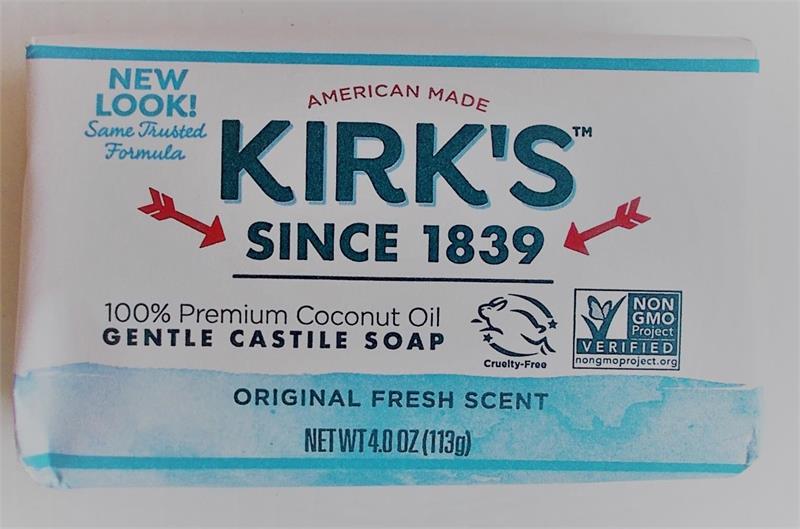 NEW
LOOK!
Same Trusted
Formula
AMERICAN MADE
KIRK'S™
SINCE 1839
100% Premium Coconut Oil
GENTLE CASTILE SOAP
Cruelty-Free
NON
GMO
Project
VERIFIED
nongmoproject.org
ORIGINAL FRESH SCENT
NET WT 4.0 OZ (113g)